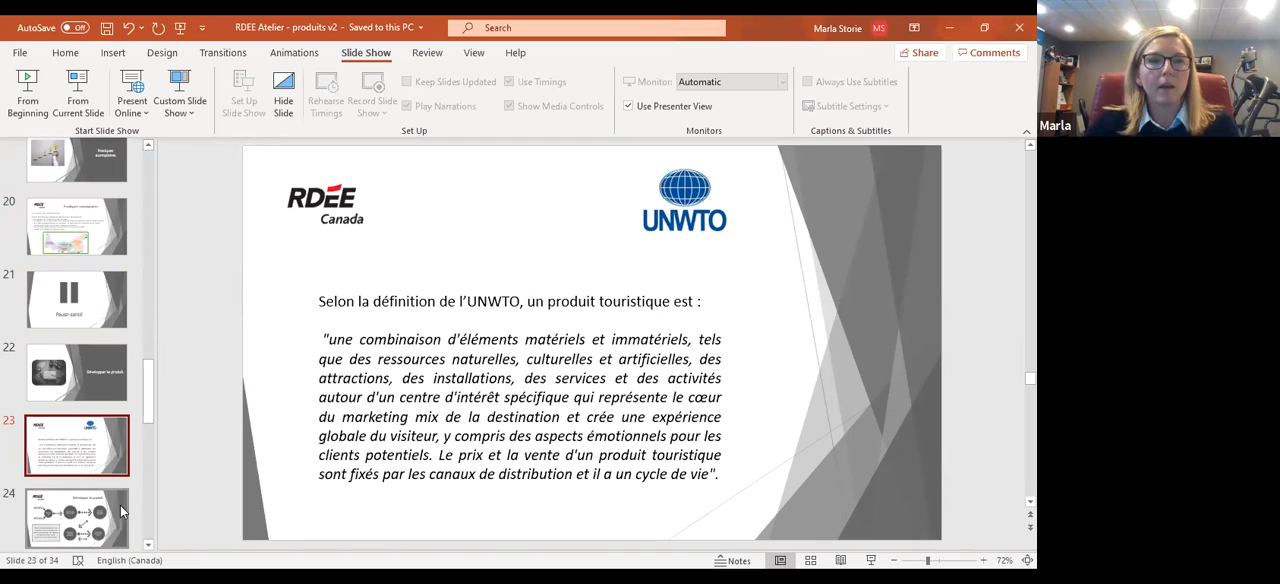 AutoSave Off RDEE Atelier - produits v2 - Saved to this PC Search Marla Storie MS
File Home Insert Design Transitions Animations Slide Show Review View Help Share Comments
From Beginning
From Current Slide
Present Online
Custom Slide Show
Start Slide Show
Set Up Slide Show
Hide Slide
Rehearse Timings
Record Slide Show
Keep Slides Updated
Play Narrations
Use Timings
Show Media Controls
Set Up
Monitor: Automatic
Use Presenter View
Monitors
Always Use Subtitles
Subtitle Settings
Captions & Subtitles
Marla
20
21
Pause-santé
22
Développer le produit
23
24
Développer le produit
RDÉE
Canada
UNWTO
Selon la définition de l'UNWTO, un produit touristique est :
"une combinaison d'éléments matériels et immatériels, tels
que des ressources naturelles, culturelles et artificielles, des
attractions, des installations, des services et des activités
autour d'un centre d'intérêt spécifique qui représente le cœur
du marketing mix de la destination et crée une expérience
globale du visiteur, y compris des aspects émotionnels pour les
clients potentiels. Le prix et la vente d'un produit touristique
sont fixés par les canaux de distribution et il a un cycle de vie".
Slide 23 of 34 English (Canada) Notes 72%